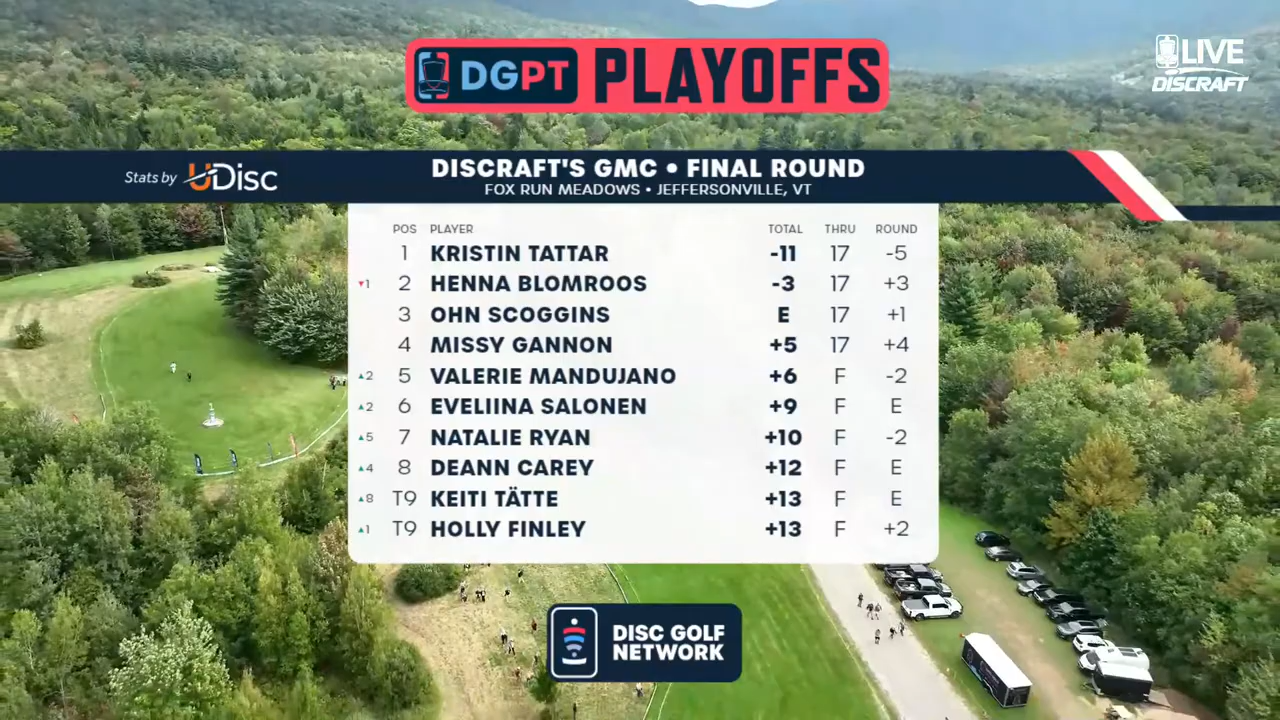 DGPT PLAYOFFS
LIVE
DISCRAFT
Stats by UDisc
DISCRAFT'S GMC • FINAL ROUND
FOX RUN MEADOWS • JEFFERSONVILLE, VT
POS PLAYER TOTAL THRU ROUND
1 KRISTIN TATTAR -11 17 -5
▼1 2 HENNA BLOMROOS -3 17 +3
3 OHN SCOGGINS E 17 +1
4 MISSY GANNON +5 17 +4
▲2 5 VALERIE MANDUJANO +6 F -2
▲2 6 EVELIINA SALONEN +9 F E
▲5 7 NATALIE RYAN +10 F -2
▲4 8 DEANN CAREY +12 F E
▲8 T9 KEITI TÄTTE +13 F E
▲1 T9 HOLLY FINLEY +13 F +2
DISC GOLF
NETWORK